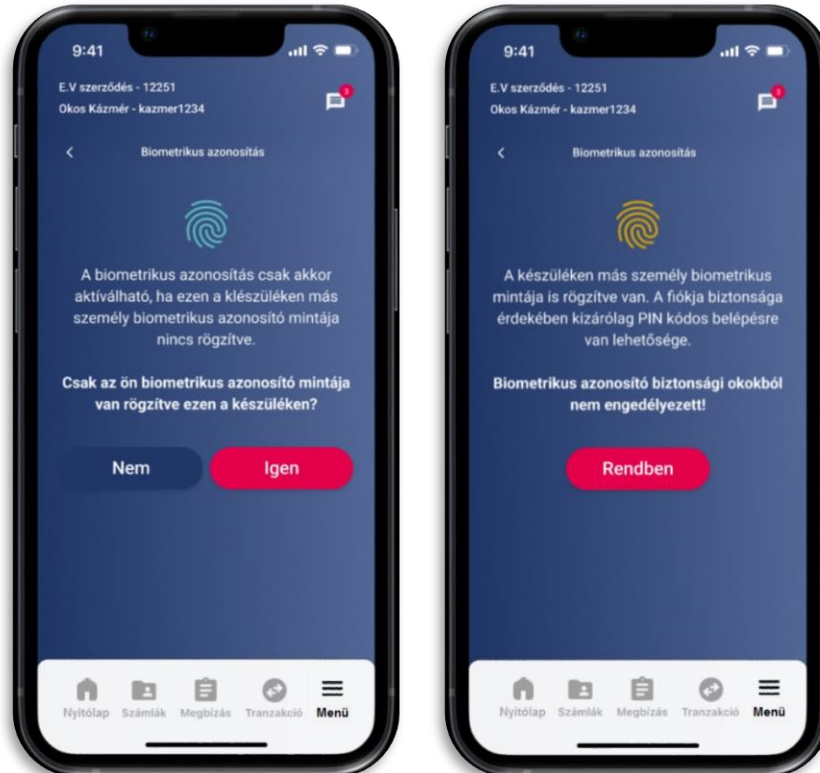 9:41
E.V szerződés - 12251
Okos Kázmér - kazmer1234
3
Biometrikus azonosítás
A biometrikus azonosítás csak akkor
aktíválható, ha ezen a klészüléken más
személy biometrikus azonosító mintája
nincs rögzítve.
Csak az ön biometrikus azonosító mintája
van rögzítve ezen a készüléken?
Nem
Igen
Nyitólap
Számlák
Megbízás
Tranzakció
Menü
9:41
E.V szerződés - 12251
Okos Kázmér - kazmer1234
3
Biometrikus azonosítás
A készüléken más személy biometrikus
mintája is rögzítve van. A fiókja biztonsága
érdekében kizárólag PIN kódos belépésre
van lehetősége.
Biometrikus azonosító biztonsági okokból
nem engedélyezett!
Rendben
Nyitólap
Számlák
Megbízás
Tranzakció
Menü